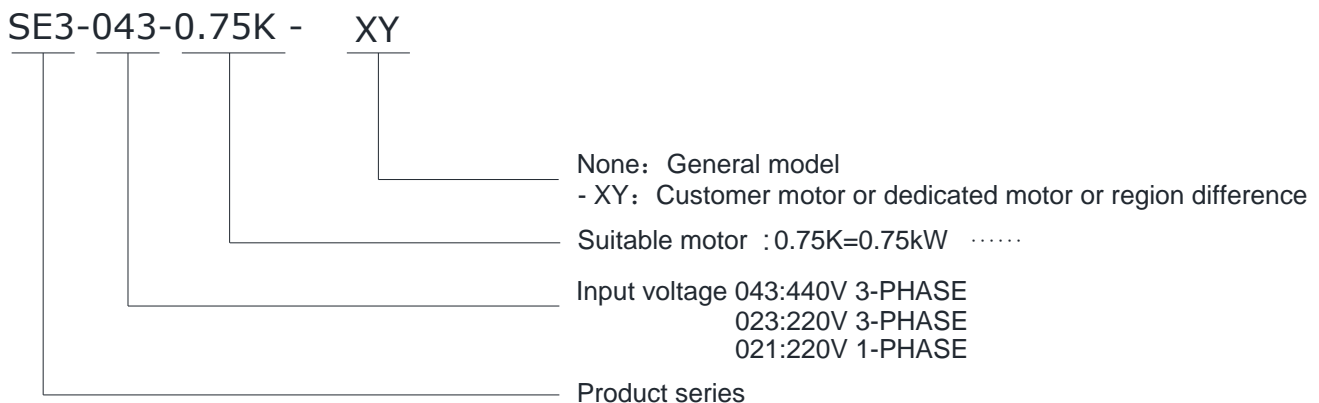 SE3-043-0.75K - XY
None：General model
- XY：Customer motor or dedicated motor or region difference
Suitable motor ：0.75K=0.75kW ······
Input voltage 043:440V 3-PHASE
023:220V 3-PHASE
021:220V 1-PHASE
Product series